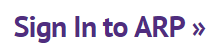 Sign In to ARP »